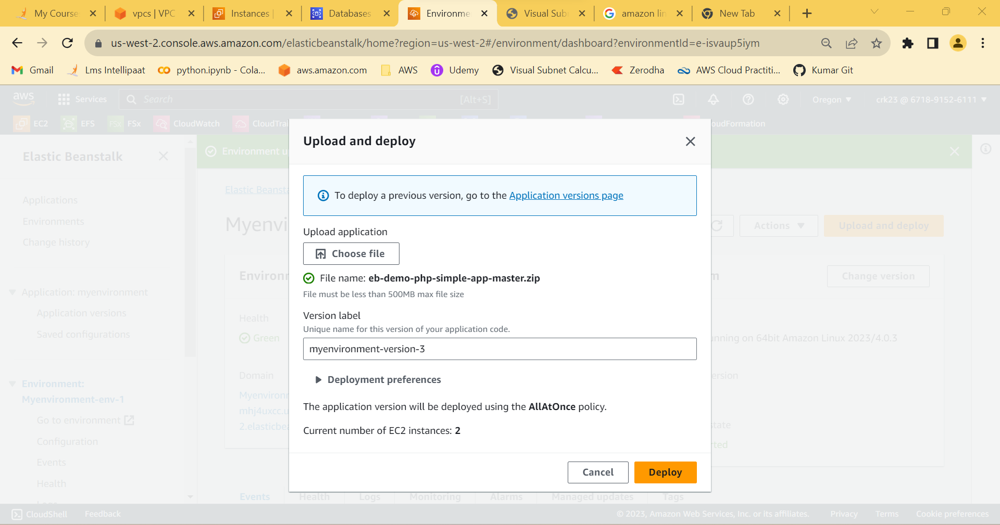 My Course
vpcs | VPC
Instances |
Databases
Environme
Visual Sub
amazon lin
New Tab
us-west-2.console.aws.amazon.com/elasticbeanstalk/home?region=us-west-2#/environment/dashboard?environmentId=e-isvaup5iym
Gmail
Lms Intellipaat
python.ipynb - Cola...
aws.amazon.com
AWS
Udemy
Visual Subnet Calcu...
Zerodha
AWS Cloud Practiti...
Kumar Git
aws
Services
Search
[Alt+S]
Oregon
crk23 @ 6718-9152-6111
EC2
EFS
FSx
FSx
CloudWatch
CloudTrai
oudFormation
Elastic Beanstalk
Applications
Environments
Change history
Application: myenvironment
Application versions
Saved configurations
Environment:
Myenvironment-env-1
Go to environment
Configuration
Events
Health
Environment u
Elastic Beansta
Myenvi
Actions
Upload and deploy
Environm
Change version
Health
Green
unning on 64bit Amazon Linux 2023/4.0.3
Domain
ersion
Myenvironm
mhj4uxcc.u
2.elasticbea
state
rted
Upload and deploy
To deploy a previous version, go to the Application versions page
Upload application
Choose file
File name: eb-demo-php-simple-app-master.zip
File must be less than 500MB max file size
Version label
Unique name for this version of your application code.
myenvironment-version-3
Deployment preferences
The application version will be deployed using the AllAtOnce policy.
Current number of EC2 instances: 2
Cancel
Deploy
Events
Health
Logs
Monitoring
Alarms
Managed updates
Tags
CloudShell
Feedback
© 2023, Amazon Web Services, Inc. or its affiliates.
Privacy
Terms
Cookie preferences